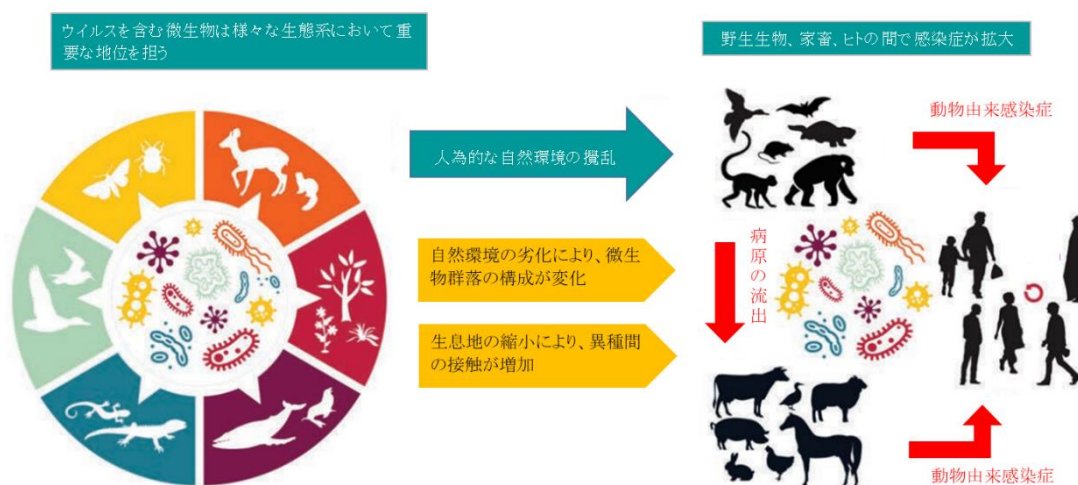 ウイルスを含む微生物は様々な生態系において重
要な地位を担う
野生生物、家畜、ヒトの間で感染症が拡大
人為的な自然環境の攪乱
自然環境の劣化により、微生
物群落の構成が変化
生息地の縮小により、異種間
の接触が増加
動物由来感染症
病原の流出
動物由来感染症